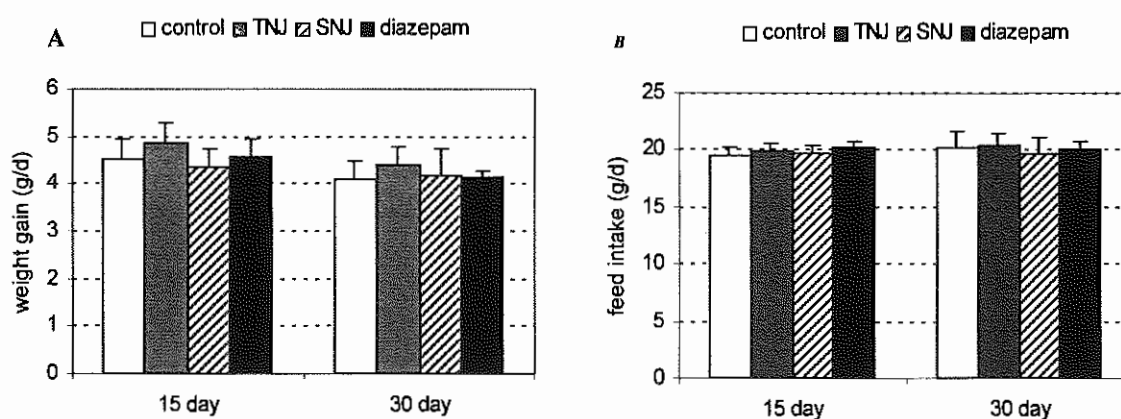 A
control TNJ SNJ diazepam
weight gain (g/d)
6
5
4
3
2
1
0
15 day 30 day
B
control TNJ SNJ diazepam
feed intake (g/d)
25
20
15
10
5
0
15 day 30 day